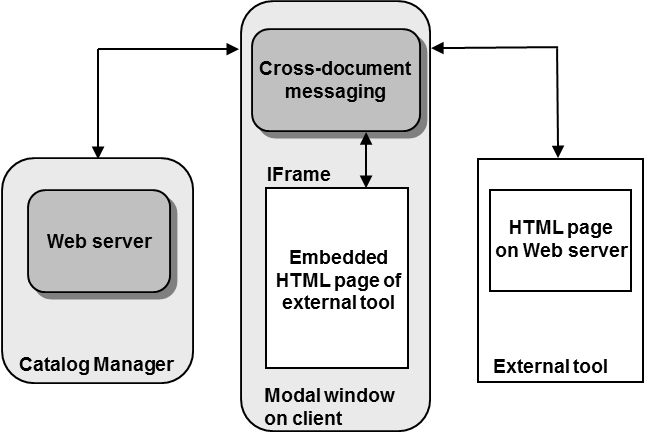 Cross-document
messaging
IFrame
Web server
HTML page
on Web server
Embedded
HTML page of
external tool
Catalog Manager
External tool
Modal window
on client